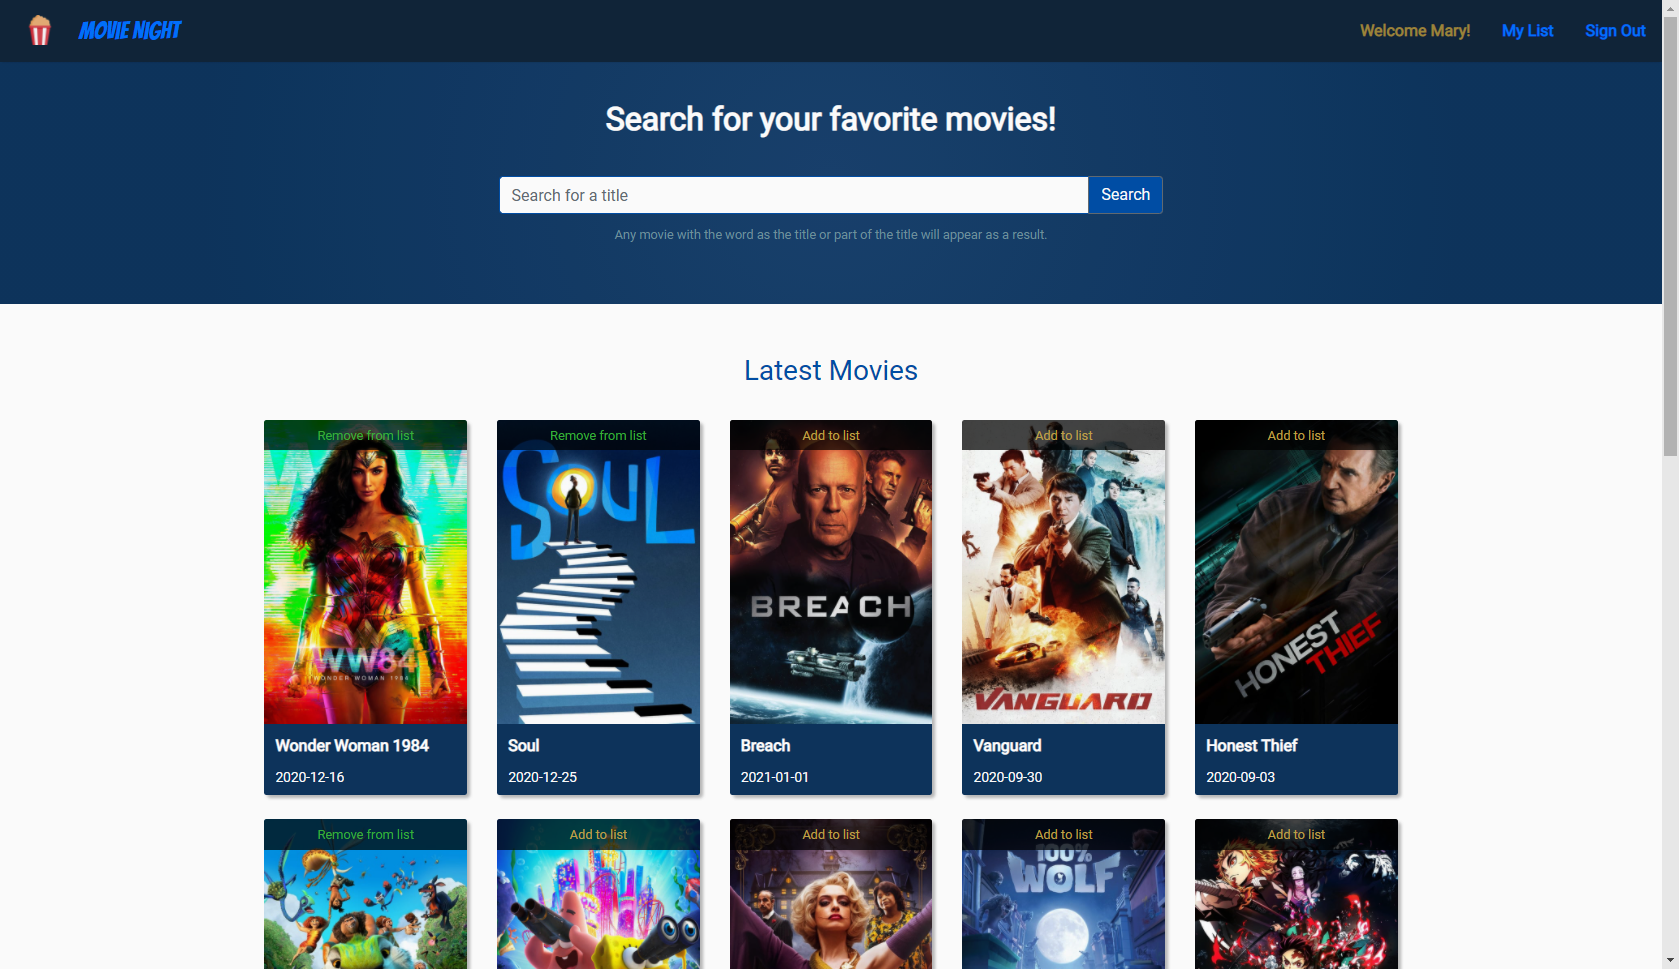 MOVIE NIGHT
Welcome Mary! My List Sign Out
Search for your favorite movies!
Search for a title Search
Any movie with the word as the title or part of the title will appear as a result.
Latest Movies
Remove from list Remove from list Add to list Add to list Add to list
WW
SOUL
BREACH
HONEST
THIEF
WW84
WONDER WOMAN 1984
VANGUARD
Wonder Woman 1984 Soul Breach Vanguard Honest Thief
2020-12-16 2020-12-25 2021-01-01 2020-09-30 2020-09-03
Remove from list Add to list Add to list Add to list Add to list
100%
WOLF